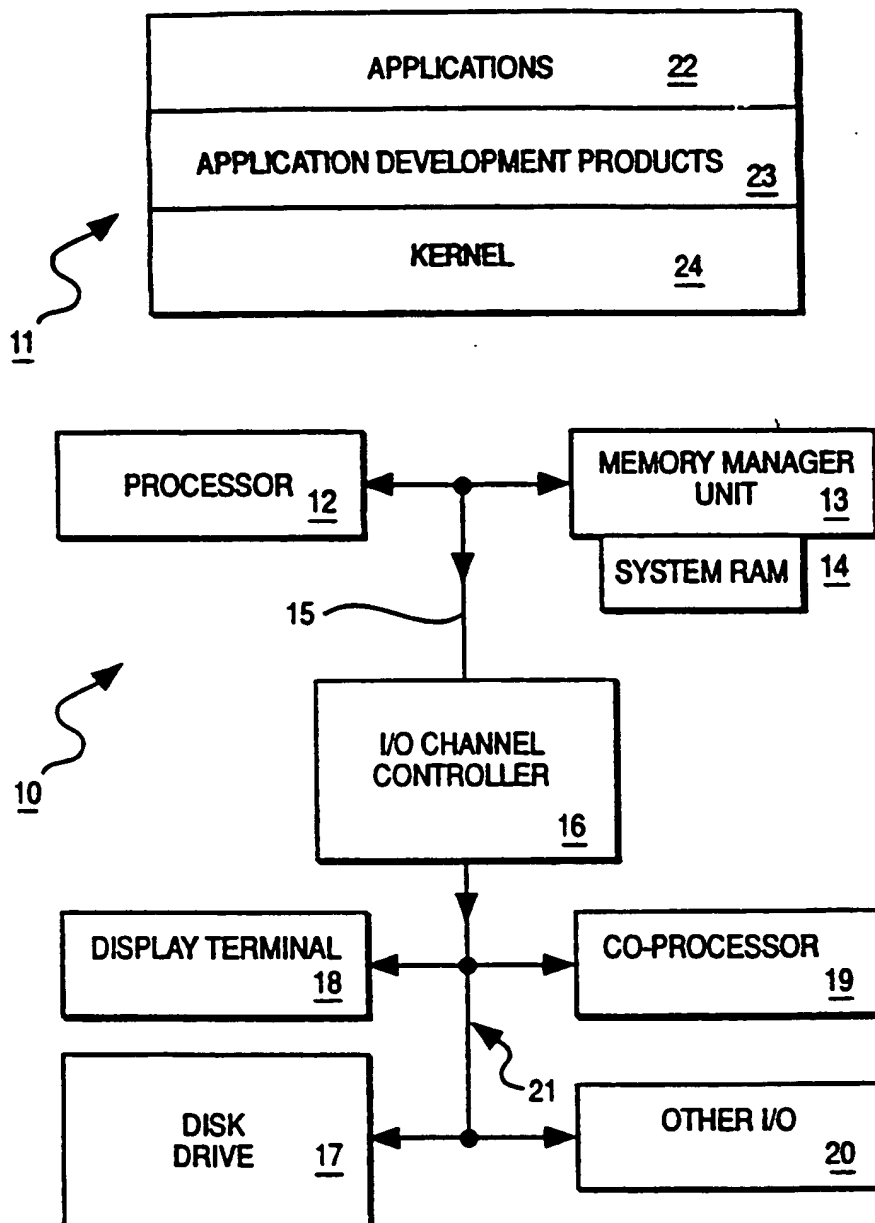 APPLICATIONS 22
APPLICATION DEVELOPMENT PRODUCTS 23
KERNEL 24
11
PROCESSOR 12
MEMORY MANAGER
UNIT 13
SYSTEM RAM 14
15
I/O CHANNEL
CONTROLLER
16
10
DISPLAY TERMINAL
18
CO-PROCESSOR
19
21
DISK
DRIVE 17
OTHER I/O
20